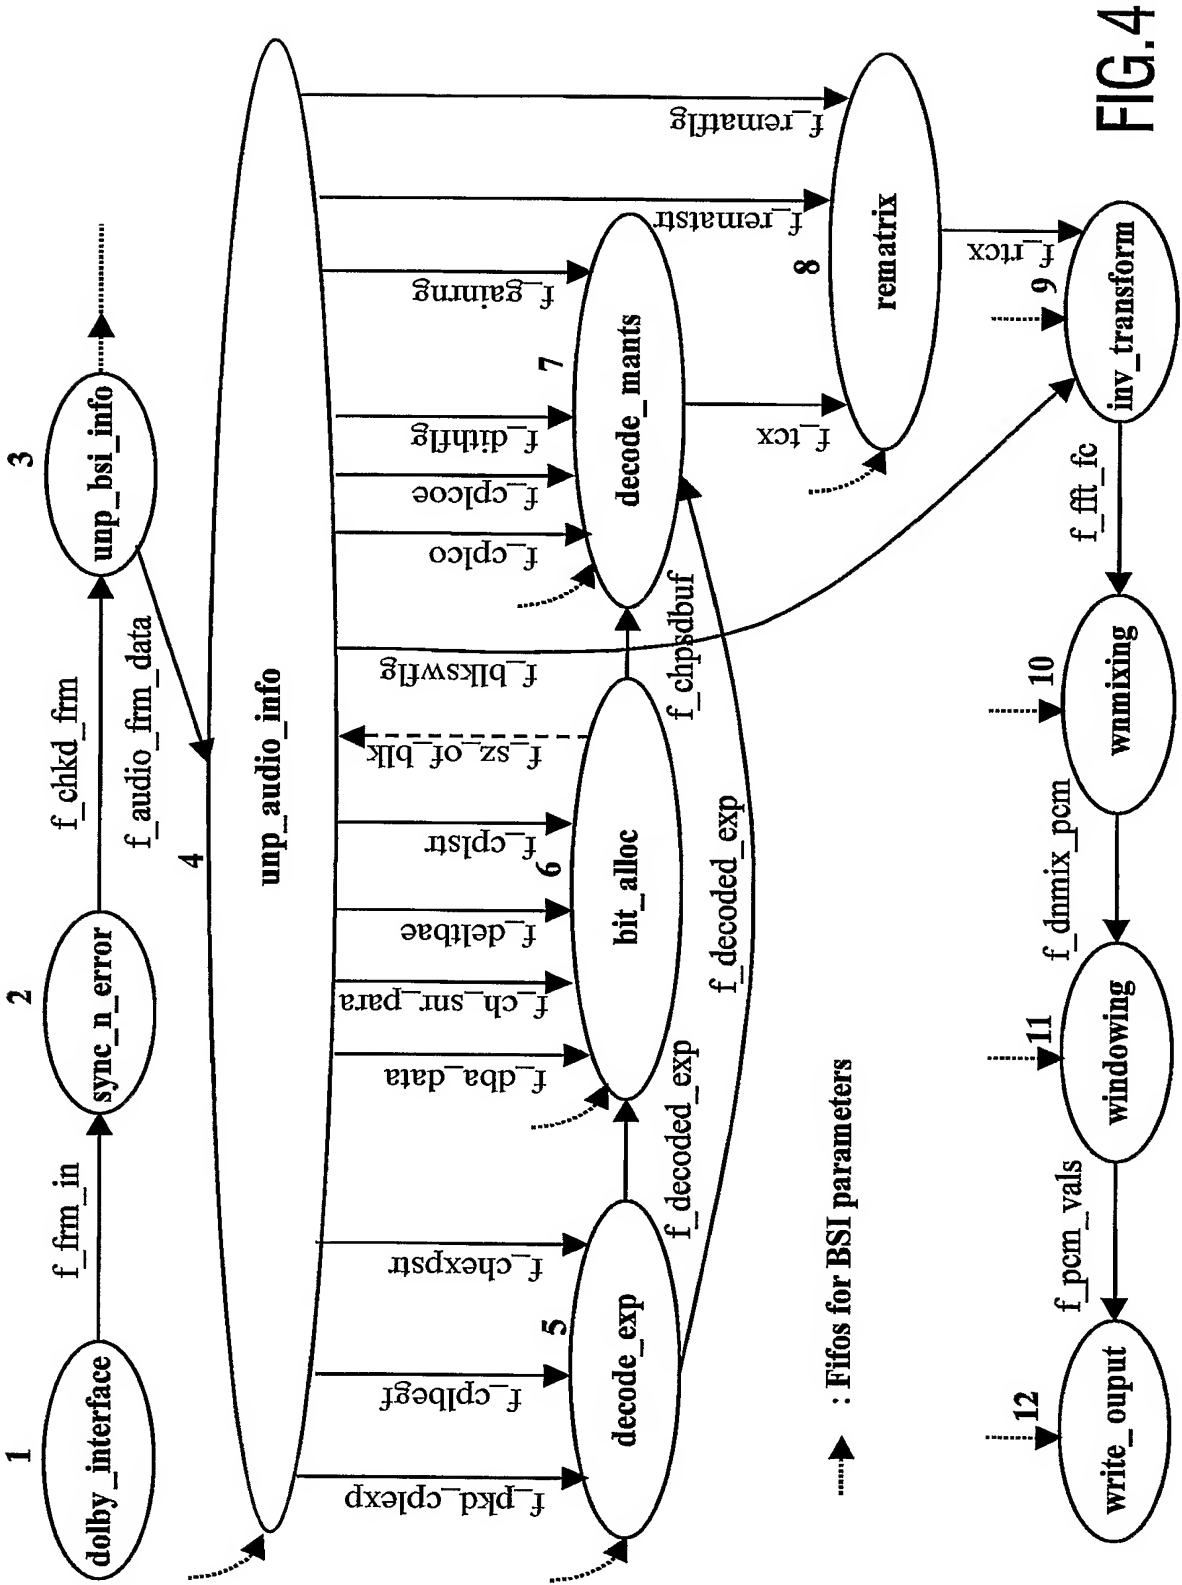 1
dolby_interface
f_frm_in
2
sync_n_error
f_chkd_frm
3
unp_bsi_info
f_audio_frm_data
4
unp_audio_info
f_pkd_cplexp
f_cplbegf
f_chexpstr
f_dba_data
f_ch_snr_para
f_deltbae
f_cplstr
f_sz_of_blk
f_blkswflg
f_cplco
f_cplcoe
f_dithflg
f_gainrng
f_rematstr
f_rematflg
5
decode_exp
f_decoded_exp
6
bit_alloc
f_chpsdbuf
7
decode_mants
f_decoded_exp
f_tcx
8
rematrix
f_rtcx
: Fifos for BSI parameters
12
write_ouput
f_pcm_vals
11
windowing
f_dnmix_pcm
10
wnmixing
f_fft_fc
9
inv_transform
FIG.4